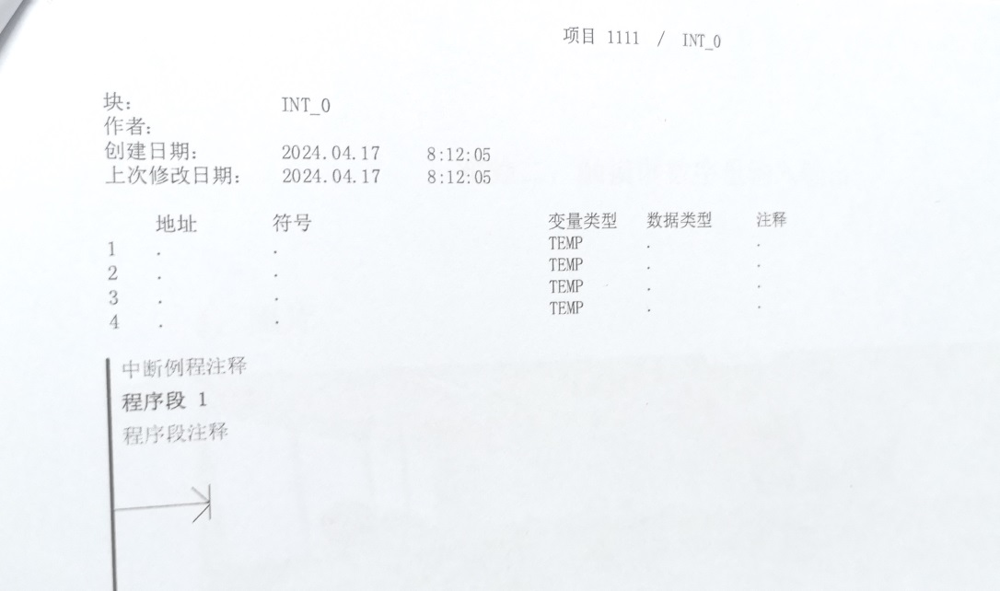 项目 1111 / INT_0
块: INT_0
作者:
创建日期: 2024.04.17 8:12:05
上次修改日期: 2024.04.17 8:12:05
地址 符号 变量类型 数据类型 注释
1 . . TEMP . .
2 . . TEMP . .
3 . . TEMP . .
4 . . TEMP . .
中断例程注释
程序段 1
程序段注释